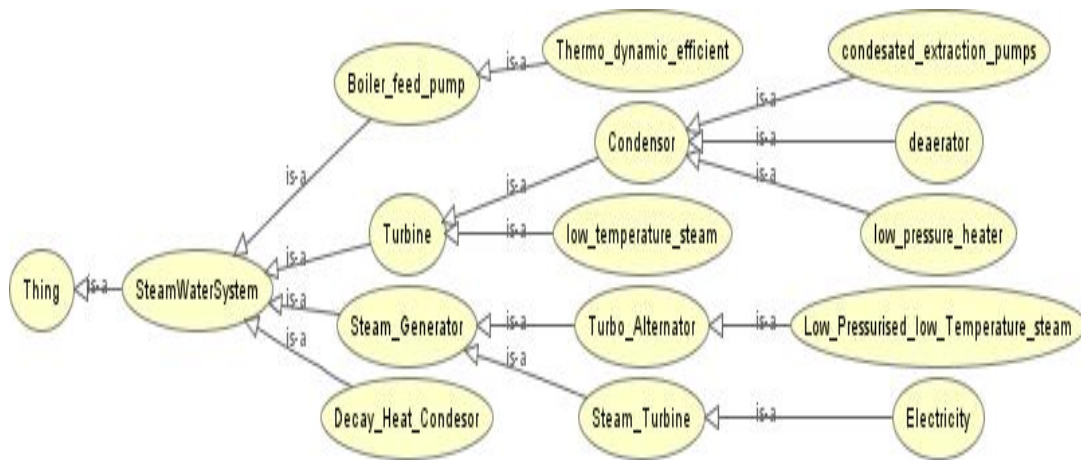 Thermo_dynamic_efficient
condesated_extraction_pumps
is-a
Boiler_feed_pump
is-a
Condensor
is-a
deaerator
is-a
is-a
is-a
is-a
Turbine
is-a
low_temperature_steam
low_pressure_heater
is-a
Thing
is-a
SteamWaterSystem
is-a
Steam_Generator
is-a
Turbo_Alternator
is-a
Low_Pressurised_low_Temperature_steam
is-a
is-a
Decay_Heat_Condesor
Steam_Turbine
is-a
Electricity